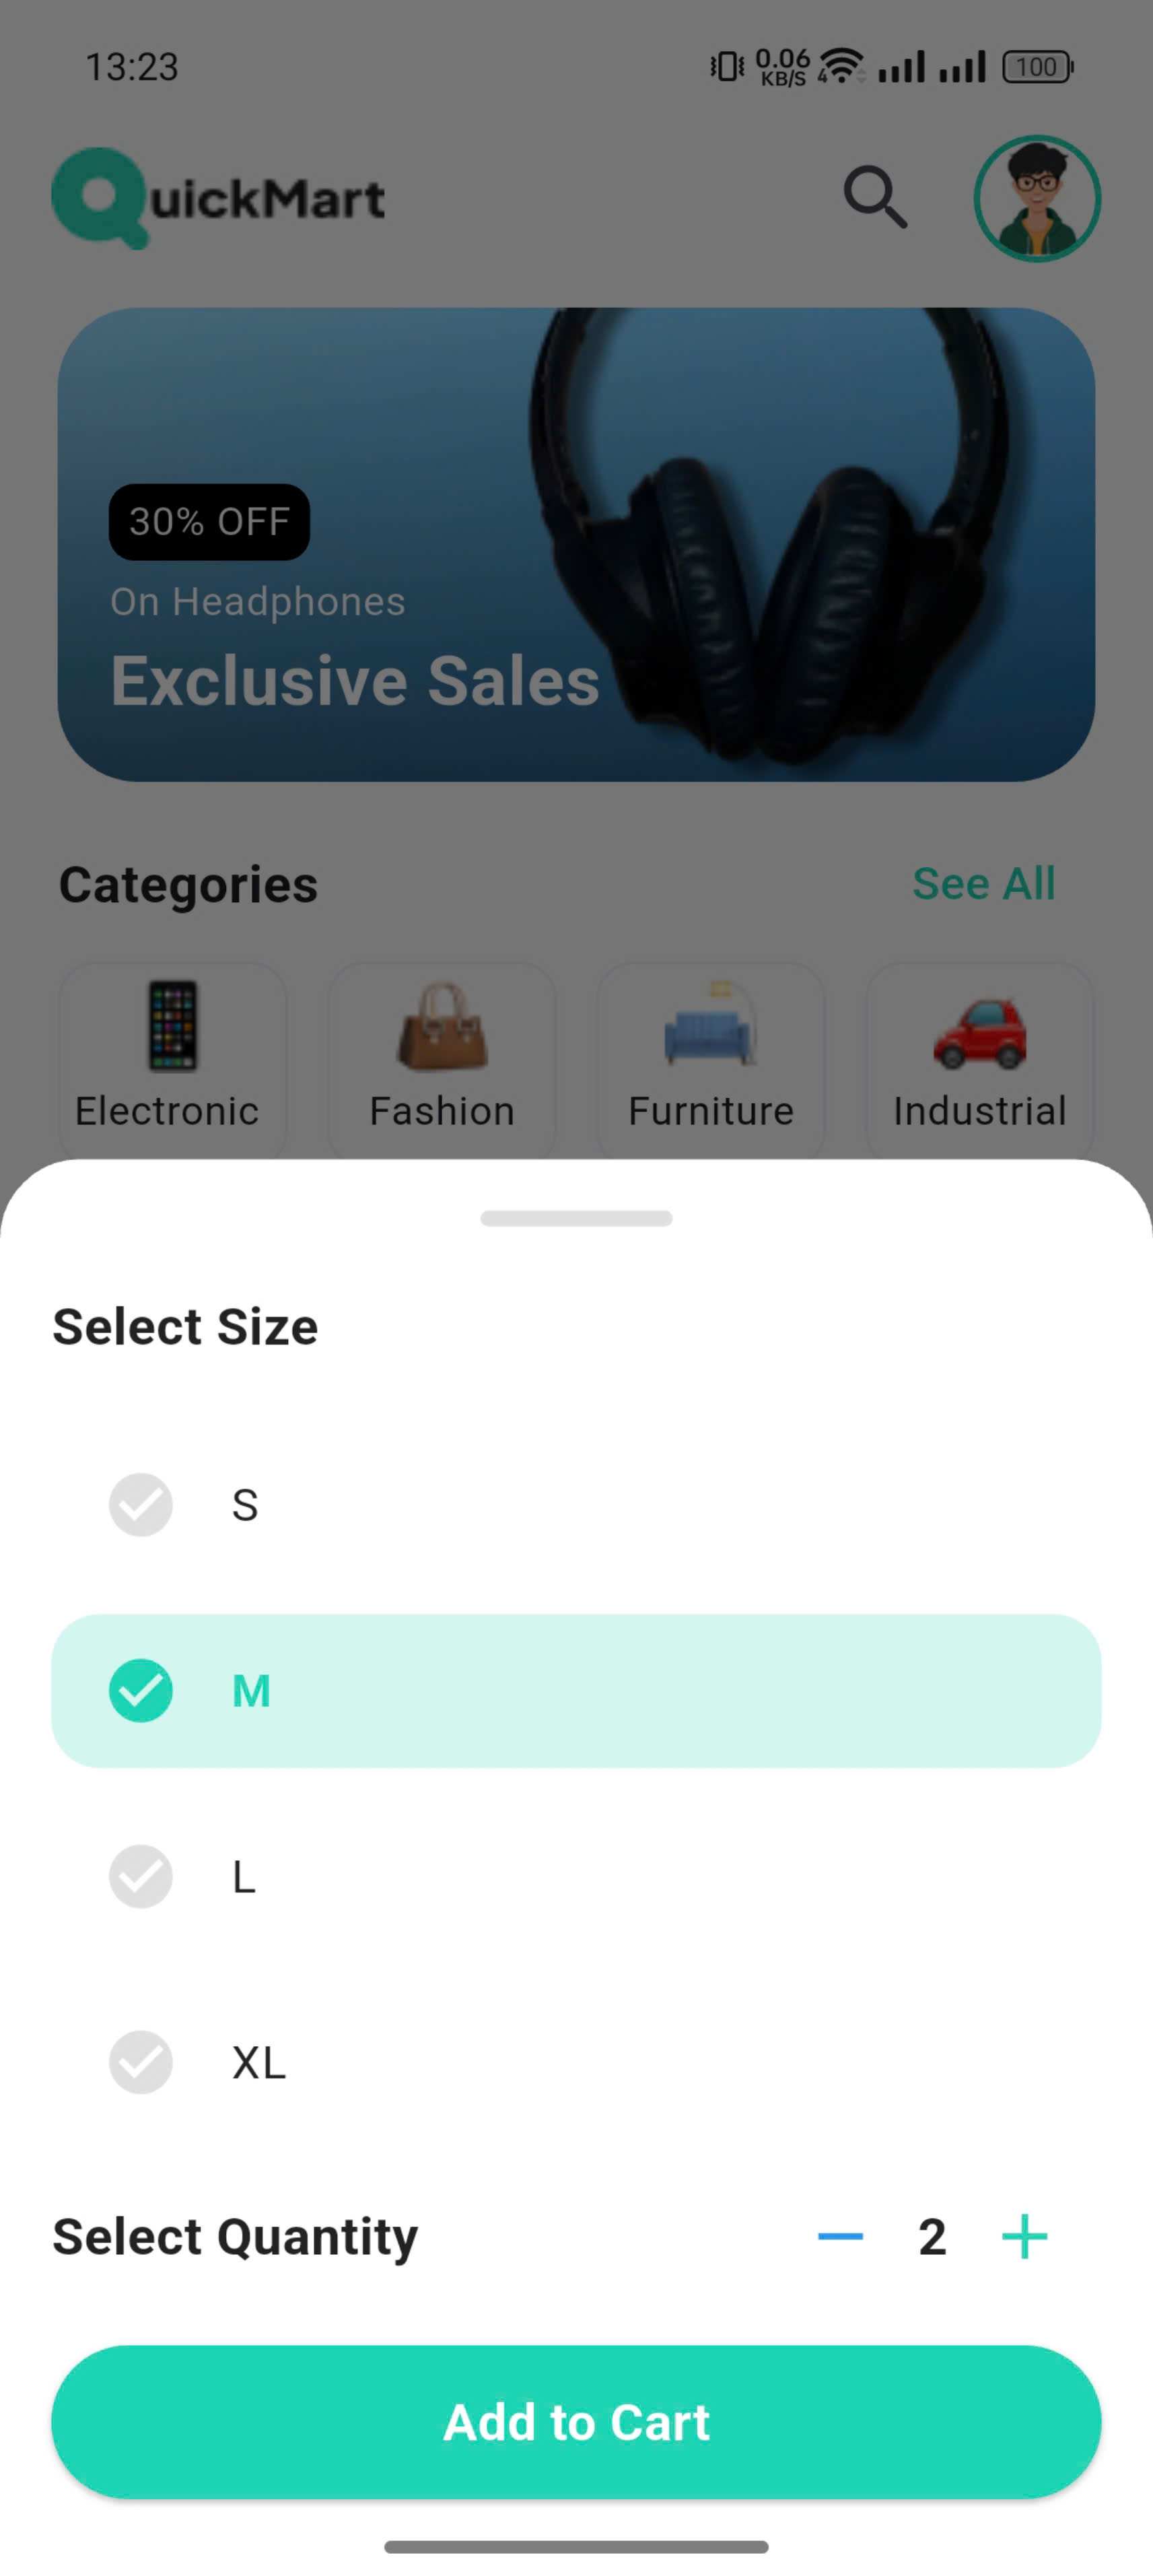 13:23
0.06
KB/S
4
100
QuickMart
30% OFF
On Headphones
Exclusive Sales
Categories
See All
Electronic
Fashion
Furniture
Industrial
Select Size
S
M
L
XL
Select Quantity
2
Add to Cart